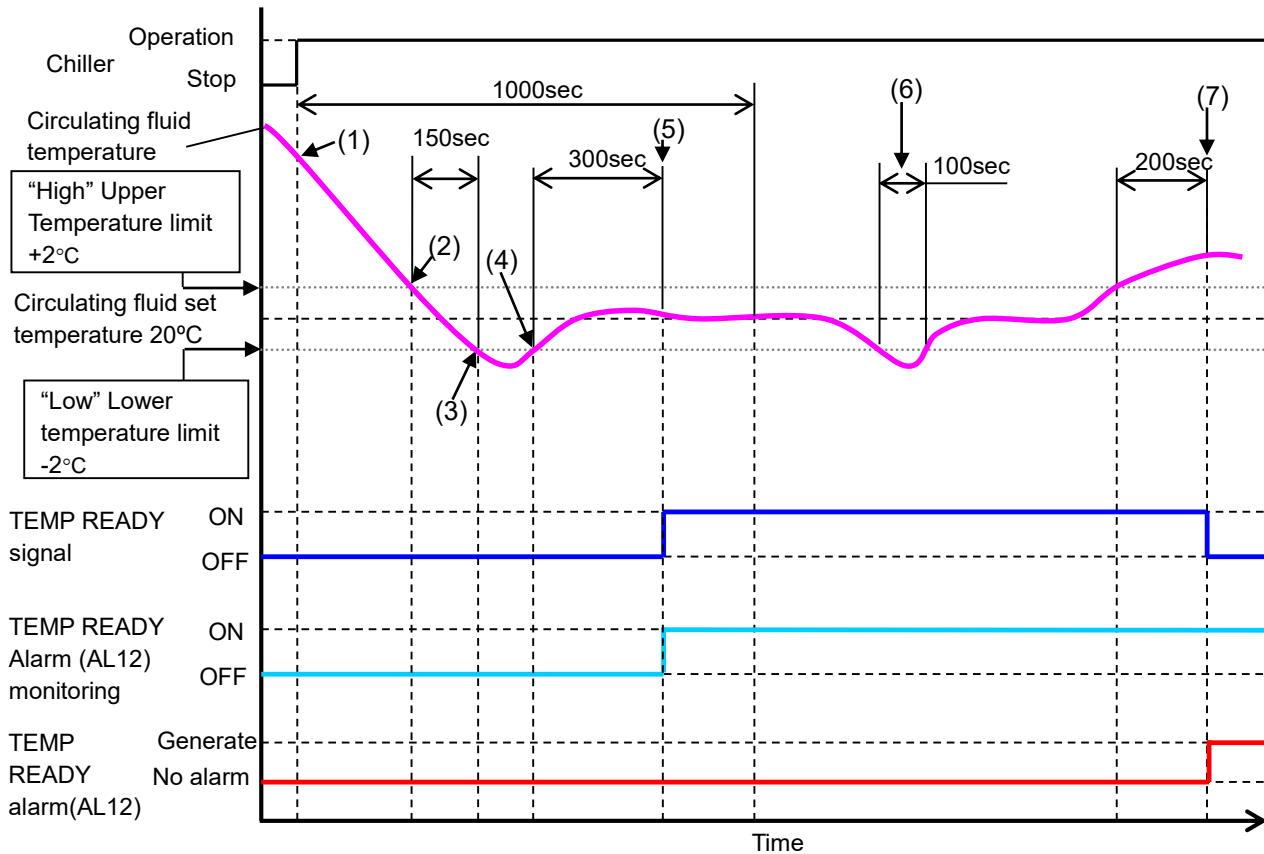 Operation
Chiller
Stop
1000sec
(6)
(7)
Circulating fluid
temperature
(1)
150sec
(5)
300sec
100sec
200sec
“High” Upper
Temperature limit
+2°C
(2)
(4)
Circulating fluid set
temperature 20ºC
(3)
“Low” Lower
temperature limit
-2°C
TEMP READY
signal
ON
OFF
TEMP READY
Alarm (AL12)
monitoring
ON
OFF
TEMP
READY
alarm(AL12)
Generate
No alarm
Time